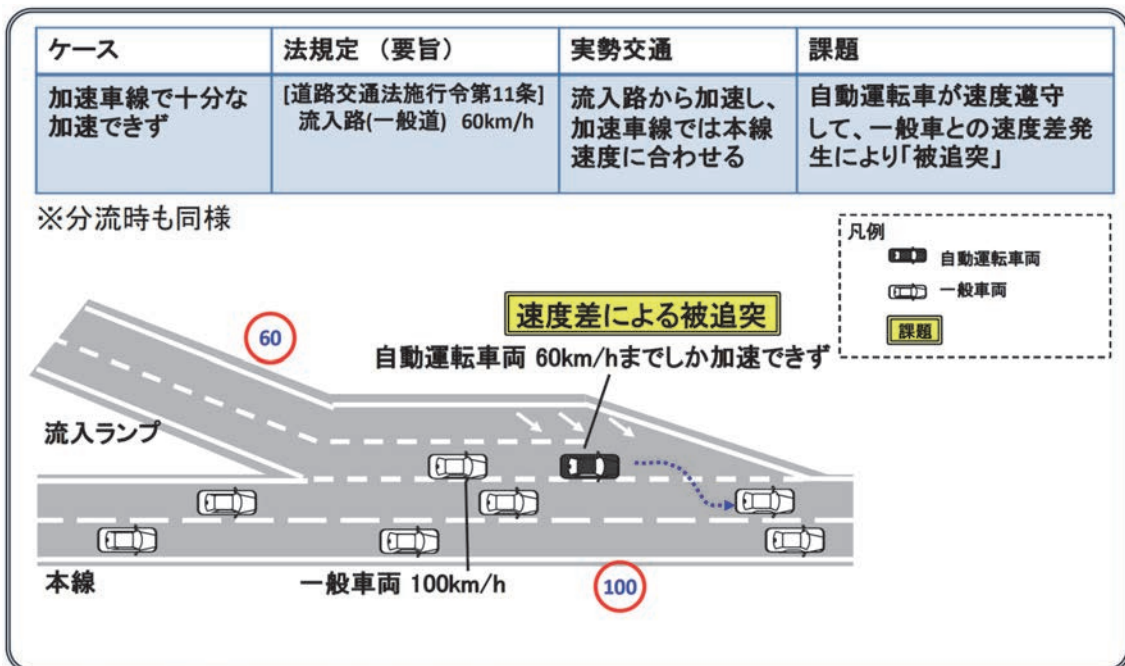 ケース
法規定 （要旨）
実勢交通
課題
加速車線で十分な
加速できず
[道路交通法施行令第11条]
流入路(一般道) 60km/h
流入路から加速し、
加速車線では本線
速度に合わせる
自動運転車が速度遵守
して、一般車との速度差発
生により「被追突」
※分流時も同様
凡例
自動運転車両
一般車両
課題
速度差による被追突
60
自動運転車両 60km/hまでしか加速できず
流入ランプ
本線
一般車両 100km/h
100